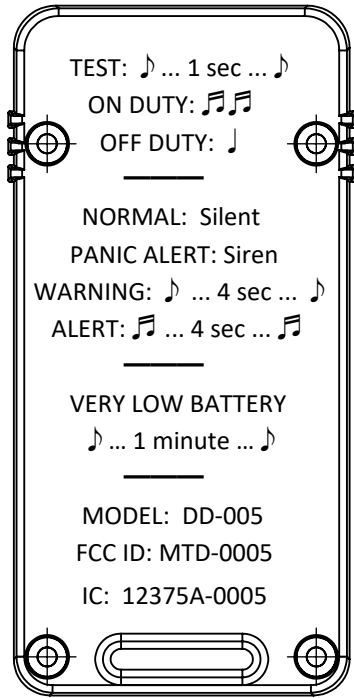 TEST: ♪ ... 1 sec ... ♪
ON DUTY: ♬♬
OFF DUTY: ♩
NORMAL: Silent
PANIC ALERT: Siren
WARNING: ♪ ... 4 sec ... ♪
ALERT: ♬ ... 4 sec ... ♬
VERY LOW BATTERY
♪ ... 1 minute ... ♪
MODEL: DD-005
FCC ID: MTD-0005
IC: 12375A-0005